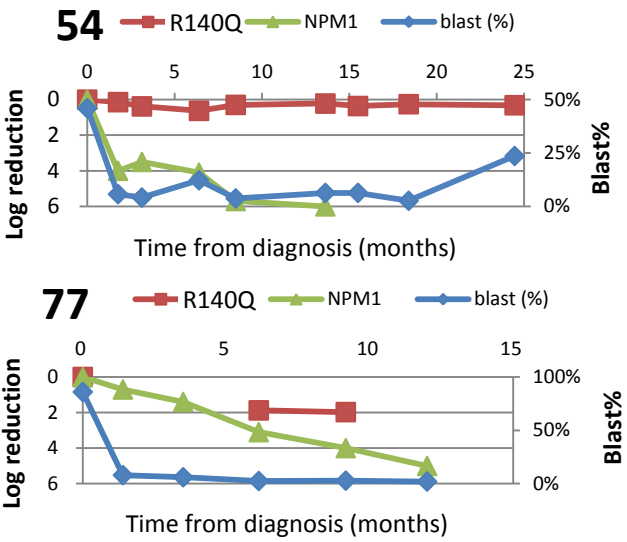 54 R140Q NPM1 blast (%)
0 5 10 15 20 25
0 50%
2
25%
4
6 0%
Log reduction
Blast%
Time from diagnosis (months)
77 R140Q NPM1 blast (%)
0 5 10 15
0 100%
2
50%
4
6 0%
Log reduction
Blast%
Time from diagnosis (months)